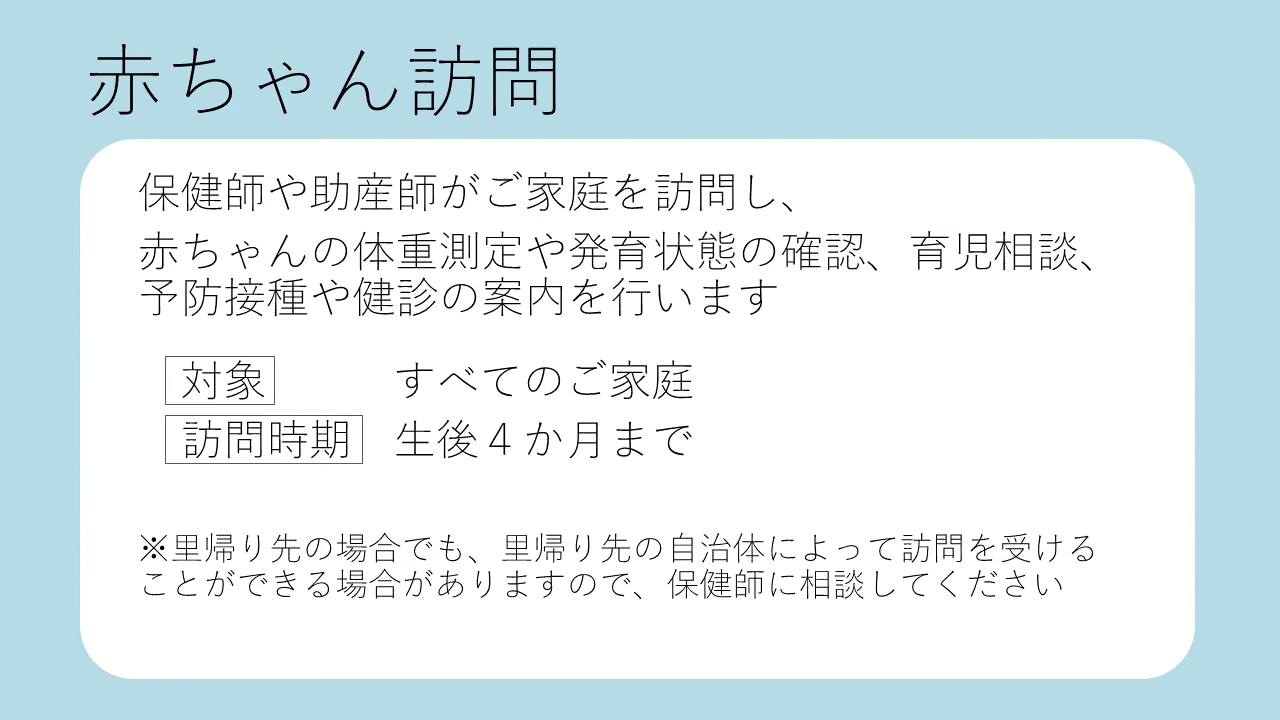 赤ちゃん訪問
保健師や助産師がご家庭を訪問し、
赤ちゃんの体重測定や発育状態の確認、育児相談、
予防接種や健診の案内を行います
対象 すべてのご家庭
訪問時期 生後４か月まで
※里帰り先の場合でも、里帰り先の自治体によって訪問を受ける
ことができる場合がありますので、保健師に相談してください